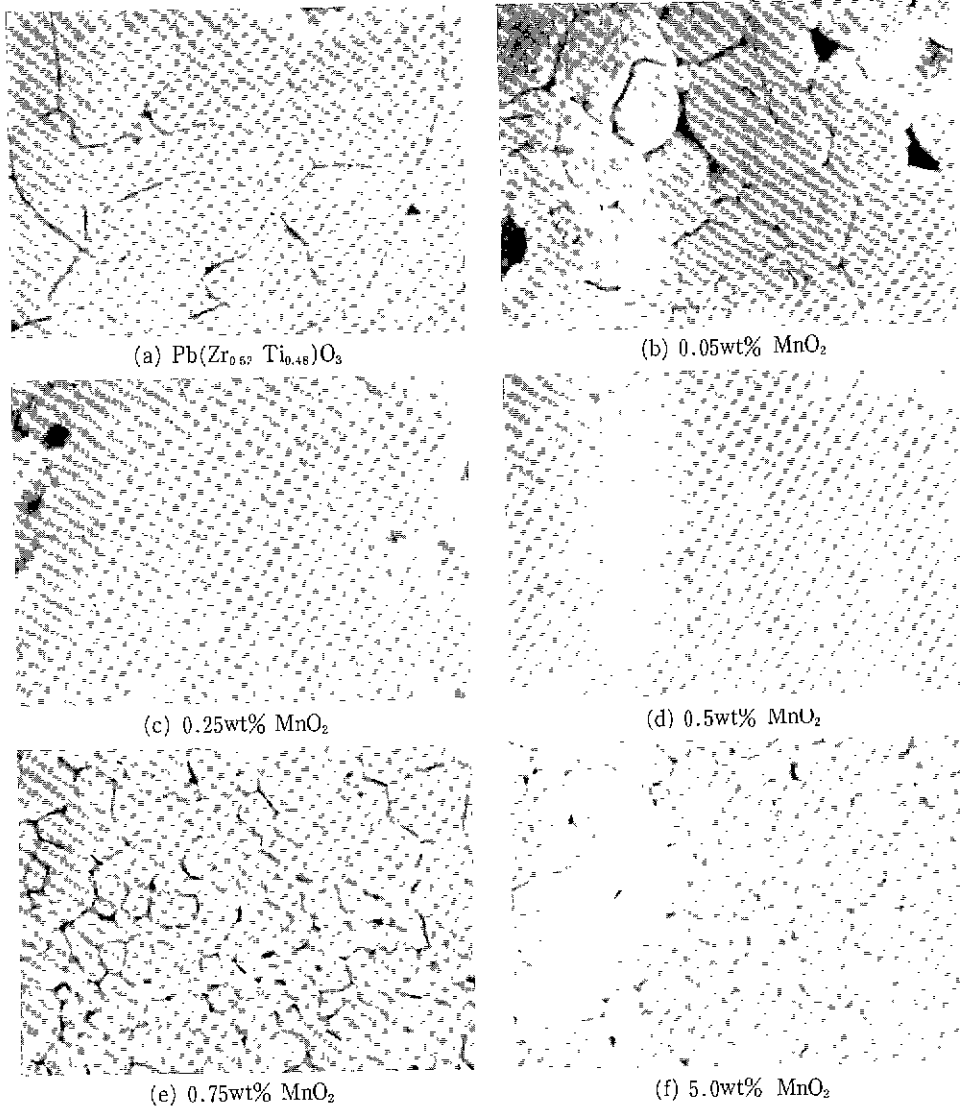 (a) Pb(Zr₀.₅₂ Ti₀.₄₈)O₃
(b) 0.05wt% MnO₂
(c) 0.25wt% MnO₂
(d) 0.5wt% MnO₂
(e) 0.75wt% MnO₂
(f) 5.0wt% MnO₂